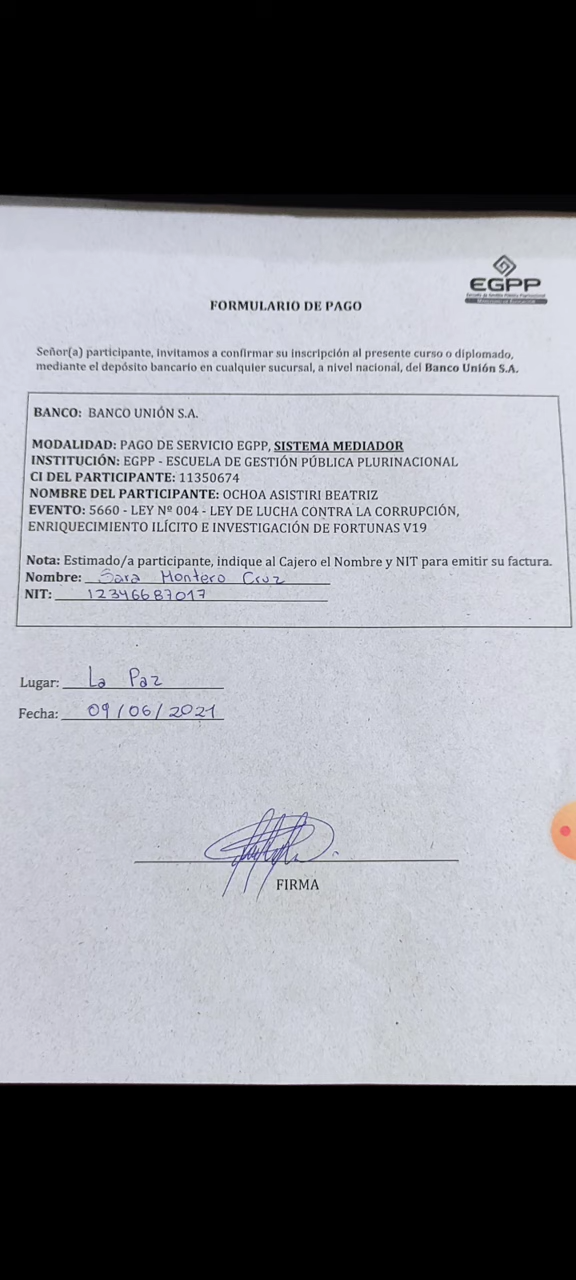 EGPP
Escuela de Gestión Pública Plurinacional
FORMULARIO DE PAGO
Señor(a) participante, invitamos a confirmar su inscripción al presente curso o diplomado,
mediante el depósito bancario en cualquier sucursal, a nivel nacional, del Banco Unión S.A.
BANCO: BANCO UNIÓN S.A.
MODALIDAD: PAGO DE SERVICIO EGPP, SISTEMA MEDIADOR
INSTITUCIÓN: EGPP - ESCUELA DE GESTIÓN PÚBLICA PLURINACIONAL
CI DEL PARTICIPANTE: 11350674
NOMBRE DEL PARTICIPANTE: OCHOA ASISTIRI BEATRIZ
EVENTO: 5660 - LEY Nº 004 - LEY DE LUCHA CONTRA LA CORRUPCIÓN,
ENRIQUECIMIENTO ILÍCITO E INVESTIGACIÓN DE FORTUNAS V19
Nota: Estimado/a participante, indique al Cajero el Nombre y NIT para emitir su factura.
Nombre: Sara Montero Cruz
NIT: 12346687017
Lugar: La Paz
Fecha: 09/06/2021
FIRMA